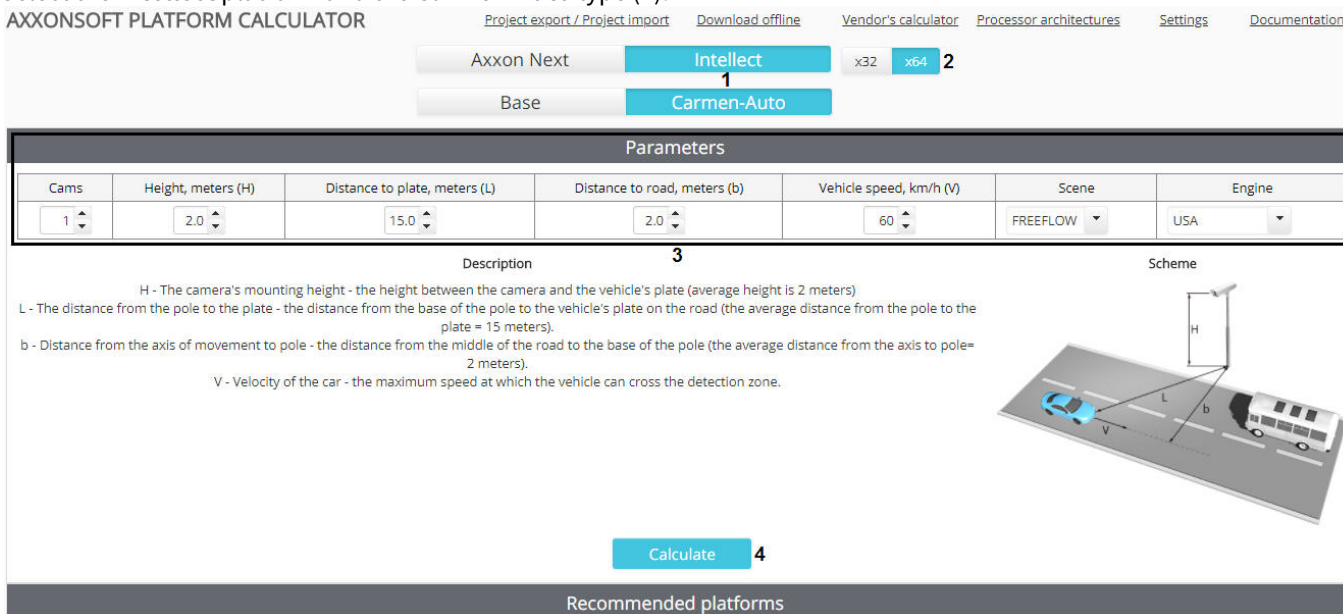 AXXONSOFT PLATFORM CALCULATOR Project export / Project import Download offline Vendor's calculator Processor architectures Settings Documentation
Axxon Next Intellect x32 x64 2
1
Base Carmen-Auto
Parameters
Cams Height, meters (H) Distance to plate, meters (L) Distance to road, meters (b) Vehicle speed, km/h (V) Scene Engine
1 2.0 15.0 2.0 60 FREEFLOW USA
3
Description Scheme
H - The camera's mounting height - the height between the camera and the vehicle's plate (average height is 2 meters)
L - The distance from the pole to the plate - the distance from the base of the pole to the vehicle's plate on the road (the average distance from the pole to the
plate = 15 meters).
b - Distance from the axis of movement to pole - the distance from the middle of the road to the base of the pole (the average distance from the axis to pole=
2 meters).
V - Velocity of the car - the maximum speed at which the vehicle can cross the detection zone.
H
L
b
V
Calculate 4
Recommended platforms